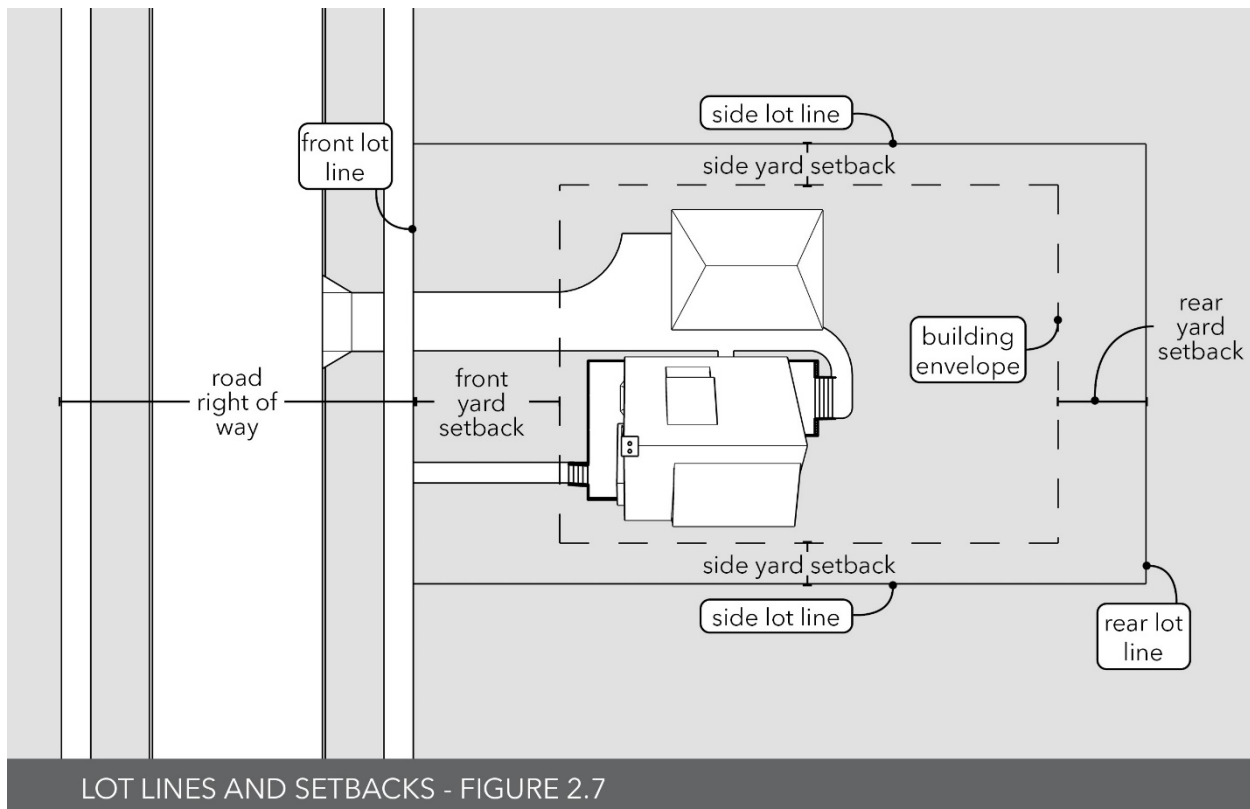 side lot line
front lot
line
side yard setback
building
envelope
rear
yard
setback
road
right of
way
front
yard
setback
side yard setback
side lot line
rear lot
line
LOT LINES AND SETBACKS - FIGURE 2.7